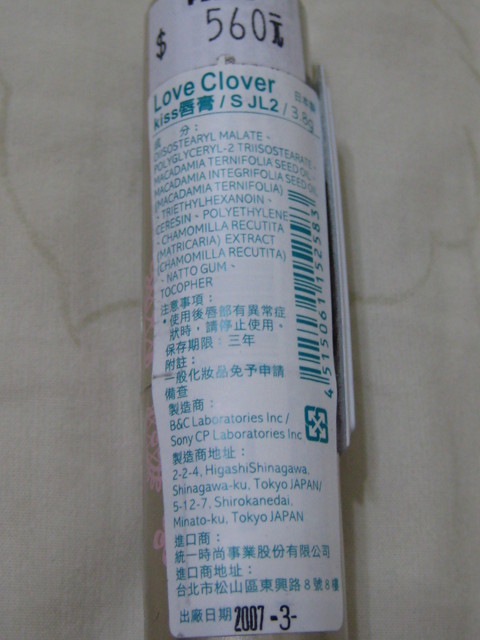 $ 560元
Love Clover
kiss唇膏/S JL2/3.8g
日本製
成 分：
DIISOSTEARYL MALATE、
POLYGLYCERYL-2 TRIISOSTEARATE、
MACADAMIA TERNIFOLIA SEED OIL、
MACADAMIA INTEGRIFOLIA SEED OIL
(MACADAMIA TERNIFOLIA)
、TRIETHYLHEXANOIN、
CERESIN、POLYETHYLENE
、CHAMOMILLA RECUTITA
(MATRICARIA) EXTRACT
(CHAMOMILLA RECUTITA)
、NATTO GUM、
TOCOPHER
注意事項：
*使用後唇部有異常症
狀時，請停止使用。
保存期限：三年
附註：
一般化妝品免予申請
備查
製造商：
B&C Laboratories Inc/
Sony CP Laboratories Inc
製造商地址：
2-2-4, HigashiShinagawa,
Shinagawa-ku, Tokyo JAPAN/
5-12-7, Shirokanedai,
Minato-ku, Tokyo JAPAN
進口商：
統一時尚事業股份有限公司
進口商地址：
台北市松山區東興路8號8樓
出廠日期 2007-3-
4 515061 152583